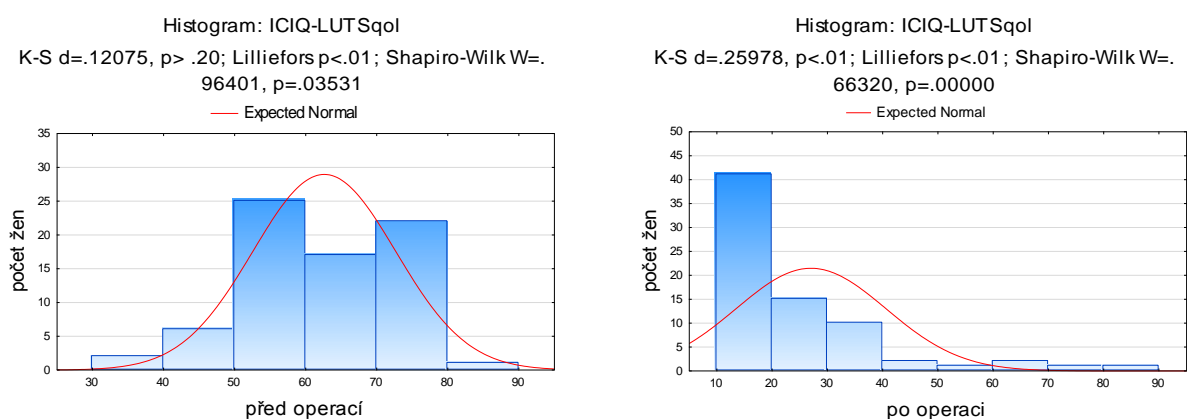 Histogram: ICIQ-LUTSqol
K-S d=.12075, p> .20; Lilliefors p<.01; Shapiro-Wilk W=.
96401, p=.03531
Expected Normal
35
30
25
20
15
10
5
0
počet žen
30 40 50 60 70 80 90
před operací
Histogram: ICIQ-LUTSqol
K-S d=.25978, p<.01; Lilliefors p<.01; Shapiro-Wilk W=.
66320, p=.00000
Expected Normal
50
45
40
35
30
25
20
15
10
5
0
počet žen
10 20 30 40 50 60 70 80 90
po operaci